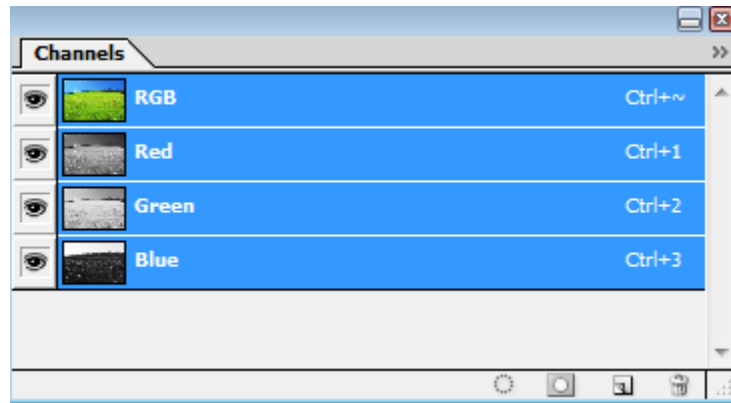 Channels
RGB Ctrl+~
Red Ctrl+1
Green Ctrl+2
Blue Ctrl+3